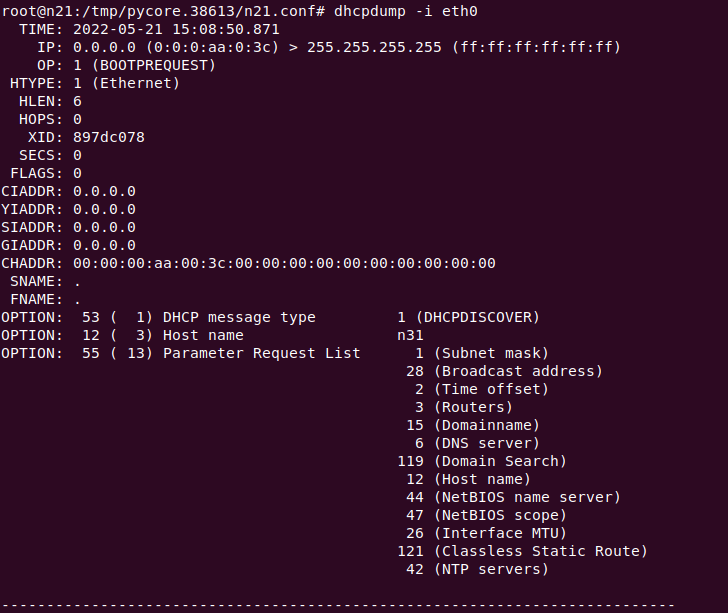 root@n21:/tmp/pycore.38613/n21.conf# dhcpdump -i eth0
  TIME: 2022-05-21 15:08:50.871
    IP: 0.0.0.0 (0:0:0:aa:0:3c) > 255.255.255.255 (ff:ff:ff:ff:ff:ff)
    OP: 1 (BOOTPREQUEST)
 HTYPE: 1 (Ethernet)
  HLEN: 6
  HOPS: 0
   XID: 897dc078
  SECS: 0
 FLAGS: 0
CIADDR: 0.0.0.0
YIADDR: 0.0.0.0
SIADDR: 0.0.0.0
GIADDR: 0.0.0.0
CHADDR: 00:00:00:aa:00:3c:00:00:00:00:00:00:00:00:00:00
 SNAME: .
 FNAME: .
OPTION:  53 (  1) DHCP message type         1 (DHCPDISCOVER)
OPTION:  12 (  3) Host name                 n31
OPTION:  55 ( 13) Parameter Request List      1 (Subnet mask)
                                             28 (Broadcast address)
                                              2 (Time offset)
                                              3 (Routers)
                                             15 (Domainname)
                                              6 (DNS server)
                                            119 (Domain Search)
                                             12 (Host name)
                                             44 (NetBIOS name server)
                                             47 (NetBIOS scope)
                                             26 (Interface MTU)
                                            121 (Classless Static Route)
                                             42 (NTP servers)
---------------------------------------------------------------------------